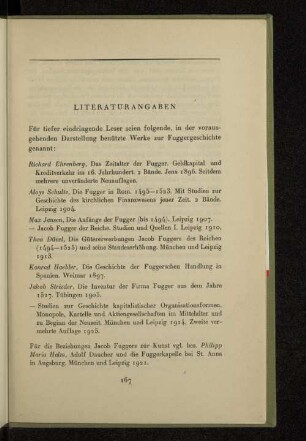 LITERATURANGABEN
Für tiefer eindringende Leser seien folgende, in der voraus-
gehenden Darstellung benützte Werke zur Fuggergeschichte
genannt:
Richard Ehrenberg, Das Zeitalter der Fugger. Geldkapital und
Kreditverkehr im 16. Jahrhundert. 2 Bände. Jena 1896. Seitdem
mehrere unveränderte Neuauflagen.
Aloys Schulte, Die Fugger in Rom. 1495–1523. Mit Studien zur
Geschichte des kirchlichen Finanzwesens jener Zeit. 2 Bände.
Leipzig 1904.
Max Jansen, Die Anfänge der Fugger (bis 1494). Leipzig 1907.
– Jacob Fugger der Reiche. Studien und Quellen I. Leipzig 1910.
Theo Düvel, Die Gütererwerbungen Jacob Fuggers des Reichen
(1494–1525) und seine Standeserhöhung. München und Leipzig
1913.
Konrad Haebler, Die Geschichte der Fuggerschen Handlung in
Spanien. Weimar 1897.
Jakob Strieder, Die Inventur der Firma Fugger aus dem Jahre
1527. Tübingen 1905.
– Studien zur Geschichte kapitalistischer Organisationsformen.
Monopole, Kartelle und Aktiengesellschaften im Mittelalter und
zu Beginn der Neuzeit. München und Leipzig 1914. Zweite ver-
mehrte Auflage 1925.
Für die Beziehungen Jacob Fuggers zur Kunst vgl. bes. Philipp
Maria Halm, Adolf Daucher und die Fuggerkapelle bei St. Anna
in Augsburg. München und Leipzig 1921.
167